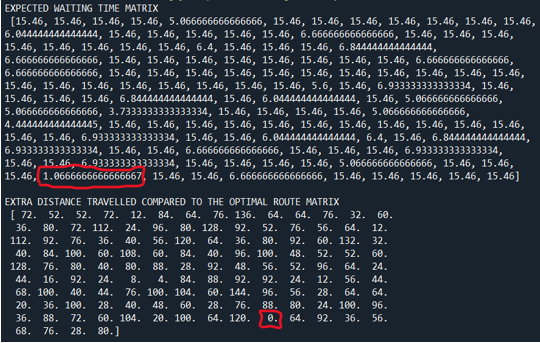 EXPECTED WAITING TIME MATRIX
[15.46, 15.46, 15.46, 15.46, 5.066666666666666, 15.46, 15.46, 15.46, 15.46, 15.46, 15.46, 15.46,
6.044444444444444, 15.46, 15.46, 15.46, 15.46, 15.46, 6.666666666666666, 15.46, 15.46, 15.46,
15.46, 15.46, 15.46, 15.46, 15.46, 6.4, 15.46, 15.46, 15.46, 6.844444444444444,
6.666666666666666, 15.46, 15.46, 15.46, 15.46, 15.46, 15.46, 15.46, 15.46, 6.666666666666666,
6.666666666666666, 15.46, 15.46, 15.46, 15.46, 15.46, 15.46, 15.46, 15.46, 15.46, 15.46, 15.46,
15.46, 15.46, 15.46, 15.46, 15.46, 15.46, 15.46, 15.46, 5.6, 15.46, 6.933333333333334, 15.46,
15.46, 15.46, 15.46, 6.844444444444444, 15.46, 6.044444444444444, 15.46, 5.066666666666666,
5.066666666666666, 3.7333333333333334, 15.46, 15.46, 15.46, 15.46, 5.066666666666666,
4.444444444444445, 15.46, 15.46, 15.46, 15.46, 15.46, 15.46, 15.46, 15.46, 15.46, 15.46, 15.46,
15.46, 15.46, 6.933333333333334, 15.46, 15.46, 6.044444444444444, 6.4, 15.46, 6.844444444444444,
6.933333333333334, 15.46, 15.46, 6.666666666666666, 15.46, 15.46, 15.46, 6.933333333333334,
15.46, 15.46, 6.933333333333334, 15.46, 15.46, 15.46, 15.46, 5.066666666666666, 15.46, 15.46,
15.46, 1.0666666666666667, 15.46, 15.46, 6.666666666666666, 15.46, 15.46, 15.46, 15.46, 15.46]
EXTRA DISTANCE TRAVELLED COMPARED TO THE OPTIMAL ROUTE MATRIX
[ 72. 52. 52. 72. 12. 84. 64. 76. 136. 64. 64. 76. 32. 60.
36. 80. 72. 112. 24. 96. 80. 128. 92. 52. 76. 56. 64. 12.
112. 92. 76. 36. 40. 56. 120. 64. 36. 80. 92. 60. 132. 32.
40. 84. 100. 60. 108. 60. 84. 40. 96. 100. 48. 52. 52. 60.
128. 76. 80. 40. 80. 88. 28. 92. 48. 56. 52. 96. 64. 24.
44. 16. 92. 24. 8. 4. 84. 88. 92. 92. 24. 12. 56. 44.
68. 100. 40. 44. 76. 100. 104. 60. 144. 96. 56. 28. 64. 64.
20. 36. 100. 28. 40. 48. 60. 28. 76. 88. 80. 24. 100. 96.
36. 88. 72. 60. 104. 20. 100. 64. 120. 0. 64. 92. 36. 56.
68. 76. 28. 80.]